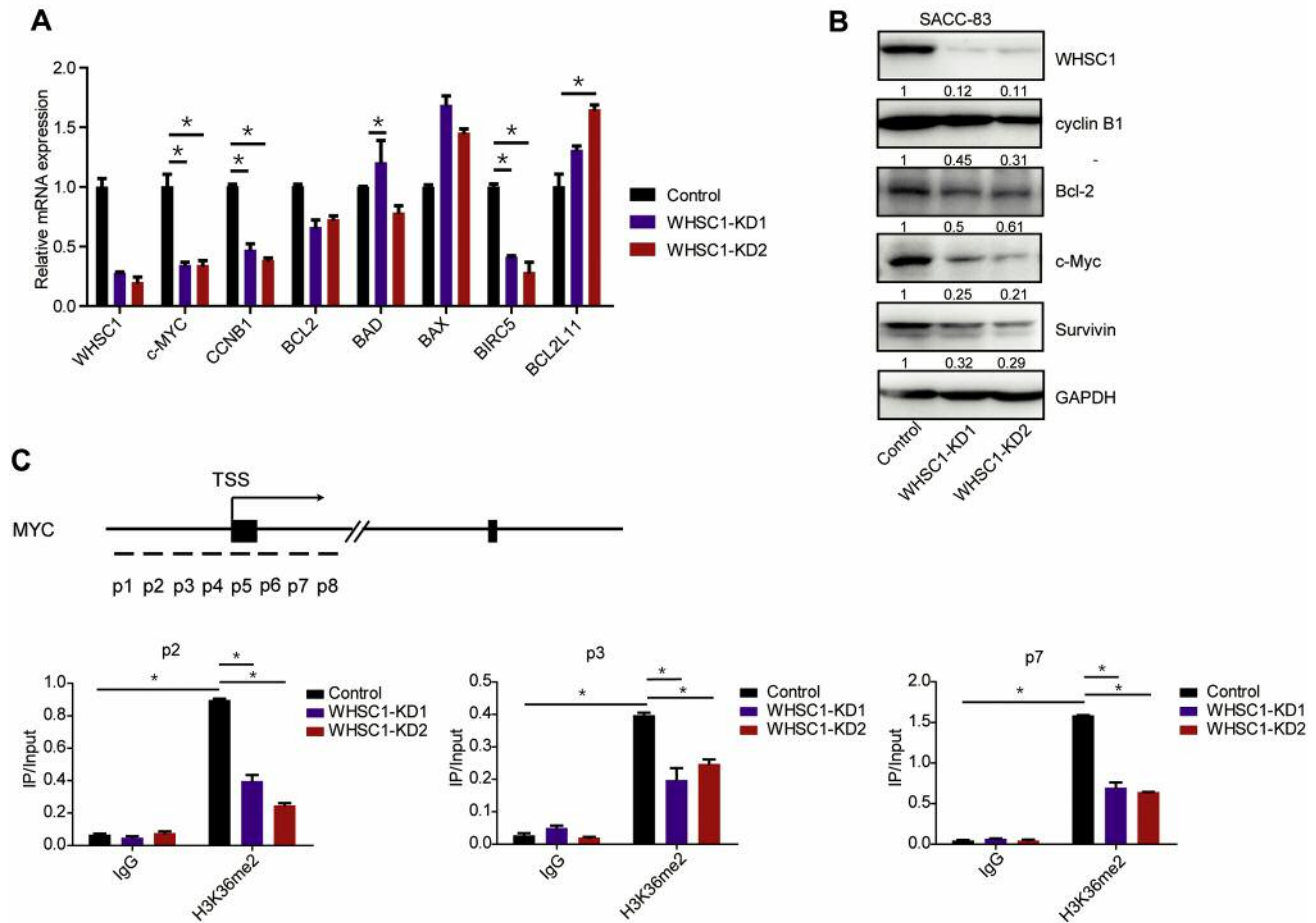 A
Relative mRNA expression
2.0
1.5
1.0
0.5
0.0
* * * * * * * *
WHSC1 c-MYC CCNB1 BCL2 BAD BAX BIRC5 BCL2L11
Control
WHSC1-KD1
WHSC1-KD2
B
SACC-83
WHSC1
1 0.12 0.11
cyclin B1
1 0.45 0.31 -
Bcl-2
1 0.5 0.61
c-Myc
1 0.25 0.21
Survivin
1 0.32 0.29
GAPDH
Control WHSC1-KD1 WHSC1-KD2
C
TSS
MYC
p1 p2 p3 p4 p5 p6 p7 p8
p2
* * *
IP/Input
1.0
0.8
0.6
0.4
0.2
0.0
IgG H3K36me2
Control
WHSC1-KD1
WHSC1-KD2
p3
* * *
IP/Input
0.5
0.4
0.3
0.2
0.1
0.0
IgG H3K36me2
Control
WHSC1-KD1
WHSC1-KD2
p7
* * *
IP/Input
2.0
1.5
1.0
0.5
0.0
IgG H3K36me2
Control
WHSC1-KD1
WHSC1-KD2